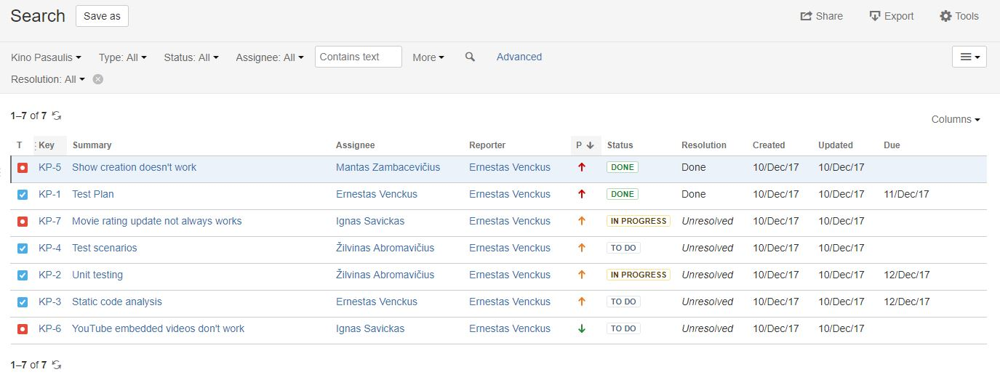 Search Save as Share Export Tools
Kino Pasaulis Type: All Status: All Assignee: All Contains text More Advanced
Resolution: All
1–7 of 7
Columns
T Key Summary Assignee Reporter P Status Resolution Created Updated Due
KP-5 Show creation doesn't work Mantas Zambacevičius Ernestas Venckus DONE Done 10/Dec/17 10/Dec/17
KP-1 Test Plan Ernestas Venckus Ernestas Venckus DONE Done 10/Dec/17 10/Dec/17 11/Dec/17
KP-7 Movie rating update not always works Ignas Savickas Ernestas Venckus IN PROGRESS Unresolved 10/Dec/17 10/Dec/17
KP-4 Test scenarios Žilvinas Abromavičius Ernestas Venckus TO DO Unresolved 10/Dec/17 10/Dec/17
KP-2 Unit testing Žilvinas Abromavičius Ernestas Venckus IN PROGRESS Unresolved 10/Dec/17 10/Dec/17 12/Dec/17
KP-3 Static code analysis Ernestas Venckus Ernestas Venckus TO DO Unresolved 10/Dec/17 10/Dec/17 12/Dec/17
KP-6 YouTube embedded videos don't work Ignas Savickas Ernestas Venckus TO DO Unresolved 10/Dec/17 10/Dec/17
1–7 of 7